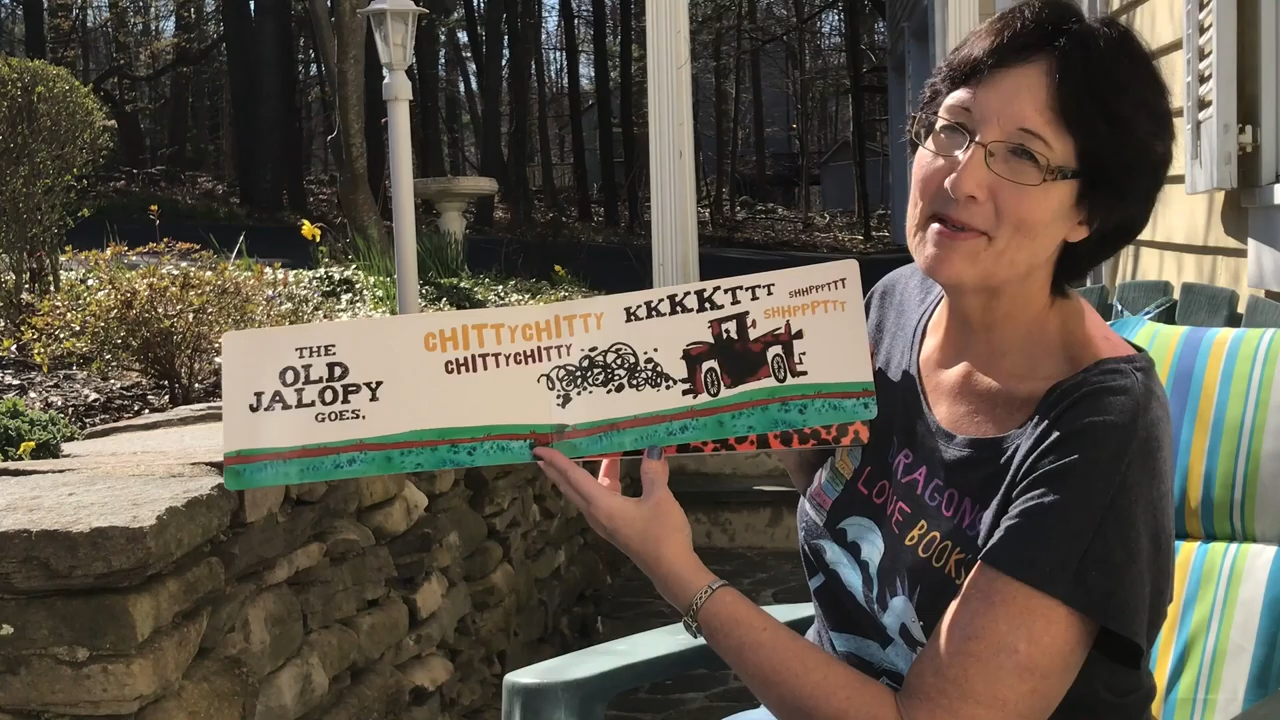 THE
OLD
JALOPY
GOES,
CHITTYCHITTY
CHITTYCHITTY
KKKKTTT
SHHPPPTTT
SHHPPPTTT
DRAGONS
LOVE
BOOKS